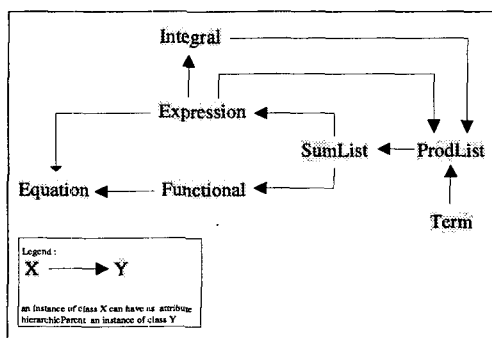 Integral
Expression
SumList
ProdList
Equation
Functional
Term
Legend :
X
Y
an instance of class X can have as attribute
hierarchicParent an instance of class Y